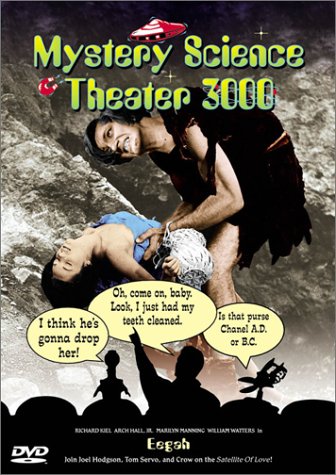 Mystery Science
Theater 3000
Oh, come on, baby.
Look, I just had my
teeth cleaned.
I think he's
gonna drop
her!
Is that purse
Chanel A.D.
or B.C.
RICHARD KIEL ARCH HALL, JR. MARILYN MANNING WILLIAM WATTERS in
Eegah
DVD
VIDEO
Join Joel Hodgson, Tom Servo, and Crow on the Satellite Of Love!